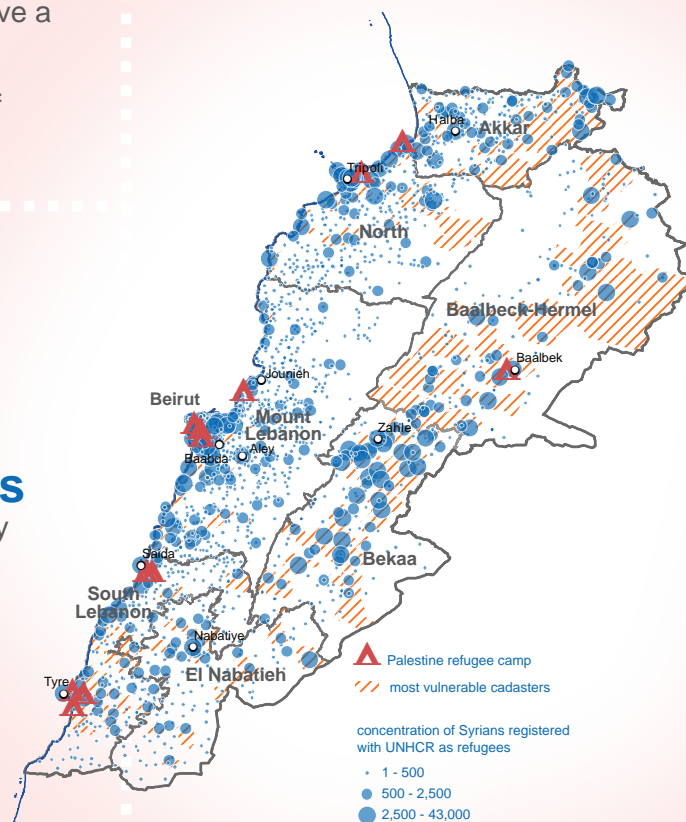 ve a
Halba
Akkar
Tripoli
North
Baalbeck-Hermel
Baalbek
Jounieh
Beirut
Mount
Lebanon
Zahle
Baabda
Aley
s
y
Saida
Bekaa
South
Lebanon
Nabatiye
El Nabatieh
Tyre
Palestine refugee camp
most vulnerable cadasters
concentration of Syrians registered
with UNHCR as refugees
1 - 500
500 - 2,500
2,500 - 43,000